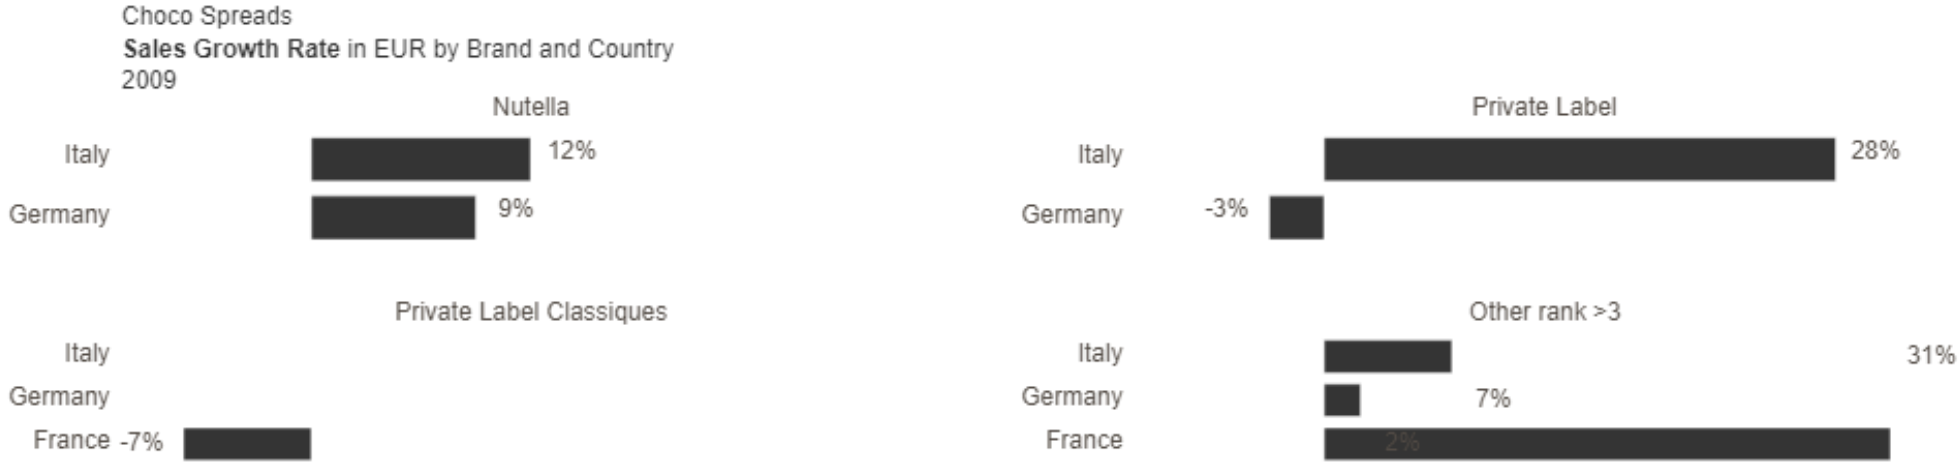 Choco Spreads
Sales Growth Rate in EUR by Brand and Country
2009
Nutella
Italy 12%
Germany 9%
Private Label
Italy 28%
Germany -3%
Private Label Classiques
Italy
Germany
France -7%
Other rank >3
Italy 31%
Germany 7%
France 2%